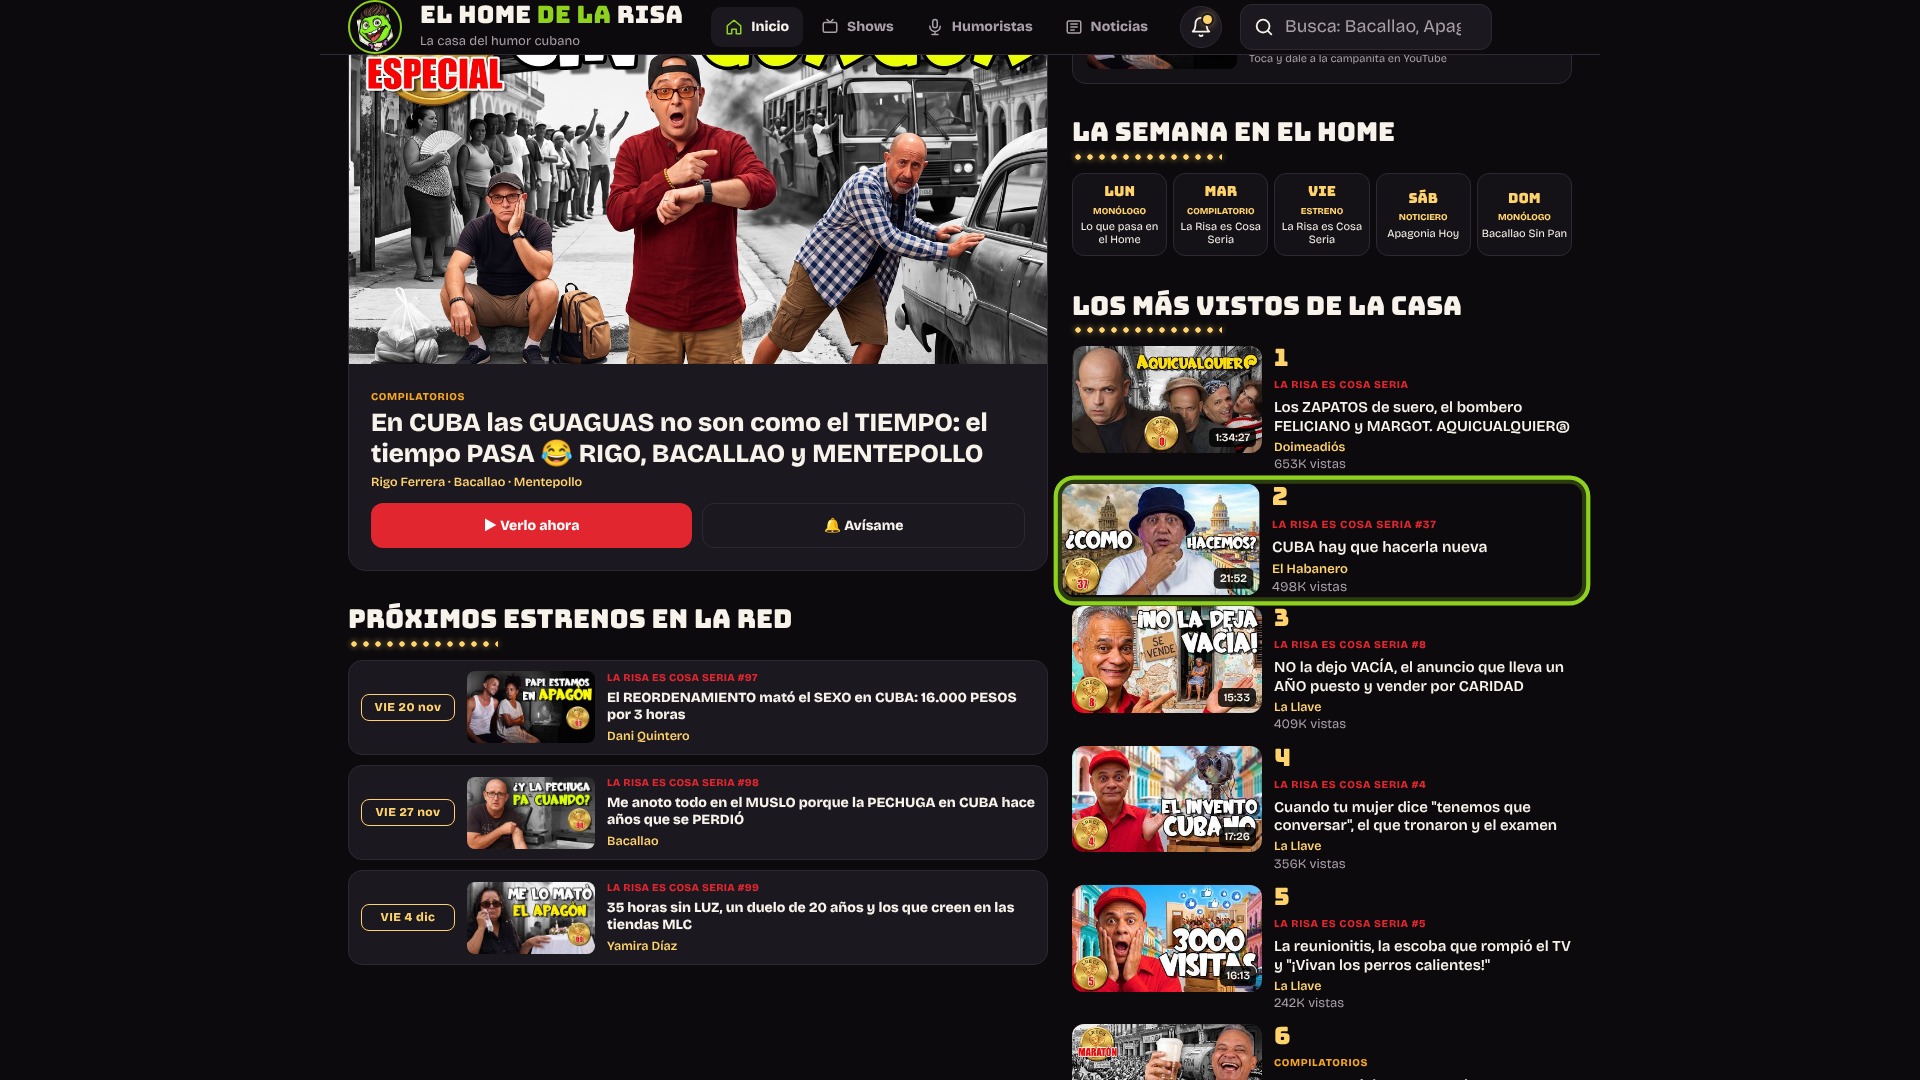 EL HOME DE LA RISA
La casa del humor cubano
Inicio
Shows
Humoristas
Noticias
Busca: Bacallao, Apag
ESPECIAL
COMPILATORIOS
En CUBA las GUAGUAS no son como el TIEMPO: el
tiempo PASA 😂 RIGO, BACALLAO y MENTEPOLLO
Rigo Ferrera · Bacallao · Mentepollo
▶ Verlo ahora
🔔 Avísame
PRÓXIMOS ESTRENOS EN LA RED
VIE 20 nov
PAPI ESTAMOS
EN APAGÓN
LA RISA ES COSA SERIA #97
El REORDENAMIENTO mató el SEXO en CUBA: 16.000 PESOS
por 3 horas
Dani Quintero
VIE 27 nov
¿Y LA PECHUGA
PA' CUANDO?
LA RISA ES COSA SERIA #98
Me anoto todo en el MUSLO porque la PECHUGA en CUBA hace
años que se PERDIÓ
Bacallao
VIE 4 dic
ME LO MATÓ
EL APAGÓN
99
LA RISA ES COSA SERIA #99
35 horas sin LUZ, un duelo de 20 años y los que creen en las
tiendas MLC
Yamira Díaz
Toca y dale a la campanita en YouTube
LA SEMANA EN EL HOME
LUN
MONÓLOGO
Lo que pasa en
el Home
MAR
COMPILATORIO
La Risa es Cosa
Seria
VIE
ESTRENO
La Risa es Cosa
Seria
SÁB
NOTICIERO
Apagonia Hoy
DOM
MONÓLOGO
Bacallao Sin Pan
LOS MÁS VISTOS DE LA CASA
AQUICUALQUIER@
1:34:27
1
LA RISA ES COSA SERIA
Los ZAPATOS de suero, el bombero
FELICIANO y MARGOT. AQUICUALQUIER@
Doimeadiós
653K vistas
¿COMO HACEMOS?
37
21:52
2
LA RISA ES COSA SERIA #37
CUBA hay que hacerla nueva
El Habanero
498K vistas
¡NO LA DEJA
VACÍA!
SE
VENDE
8
15:33
3
LA RISA ES COSA SERIA #8
NO la dejo VACÍA, el anuncio que lleva un
AÑO puesto y vender por CARIDAD
La Llave
409K vistas
EL INVENTO
CUBANO
4
17:26
4
LA RISA ES COSA SERIA #4
Cuando tu mujer dice "tenemos que
conversar", el que tronaron y el examen
La Llave
356K vistas
3000
VISITAS
5
16:13
5
LA RISA ES COSA SERIA #5
La reunionitis, la escoba que rompió el TV
y "¡Vivan los perros calientes!"
La Llave
242K vistas
MARATÓN
6
COMPILATORIOS